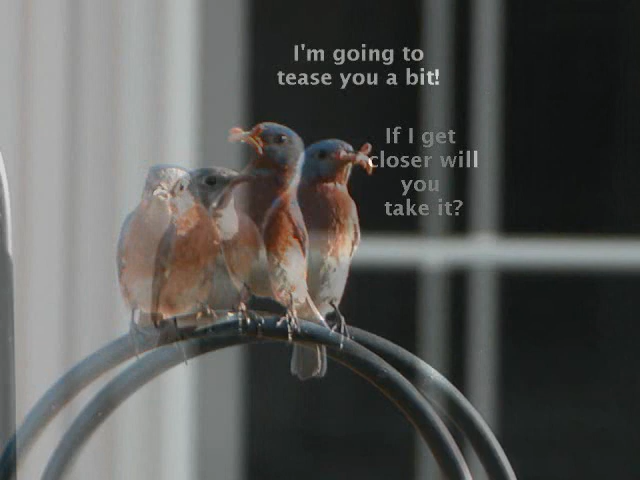 I'm going to
tease you a bit!
If I get
closer will
you
take it?